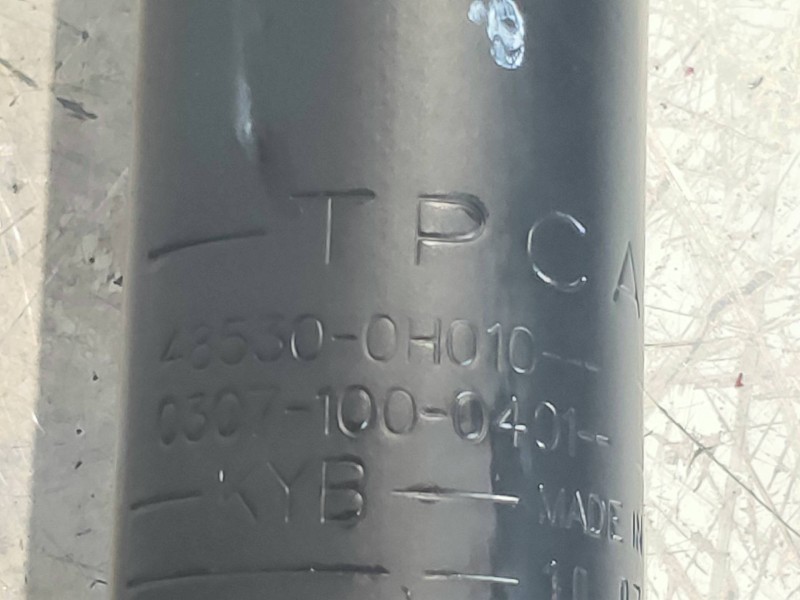 — TPCA
48530-0H010---
0307-100-0401--
— KYB —— MADE IN